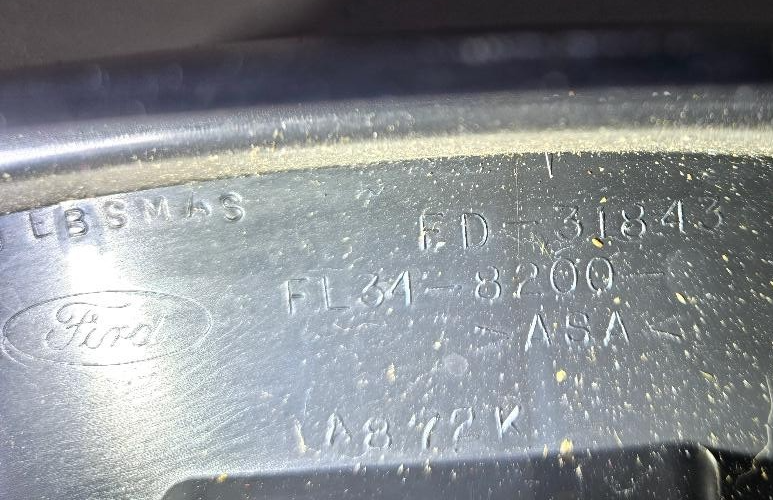 LBSMAS
ED-31843
FL34-8200-
Ford
>ASA<
A872K